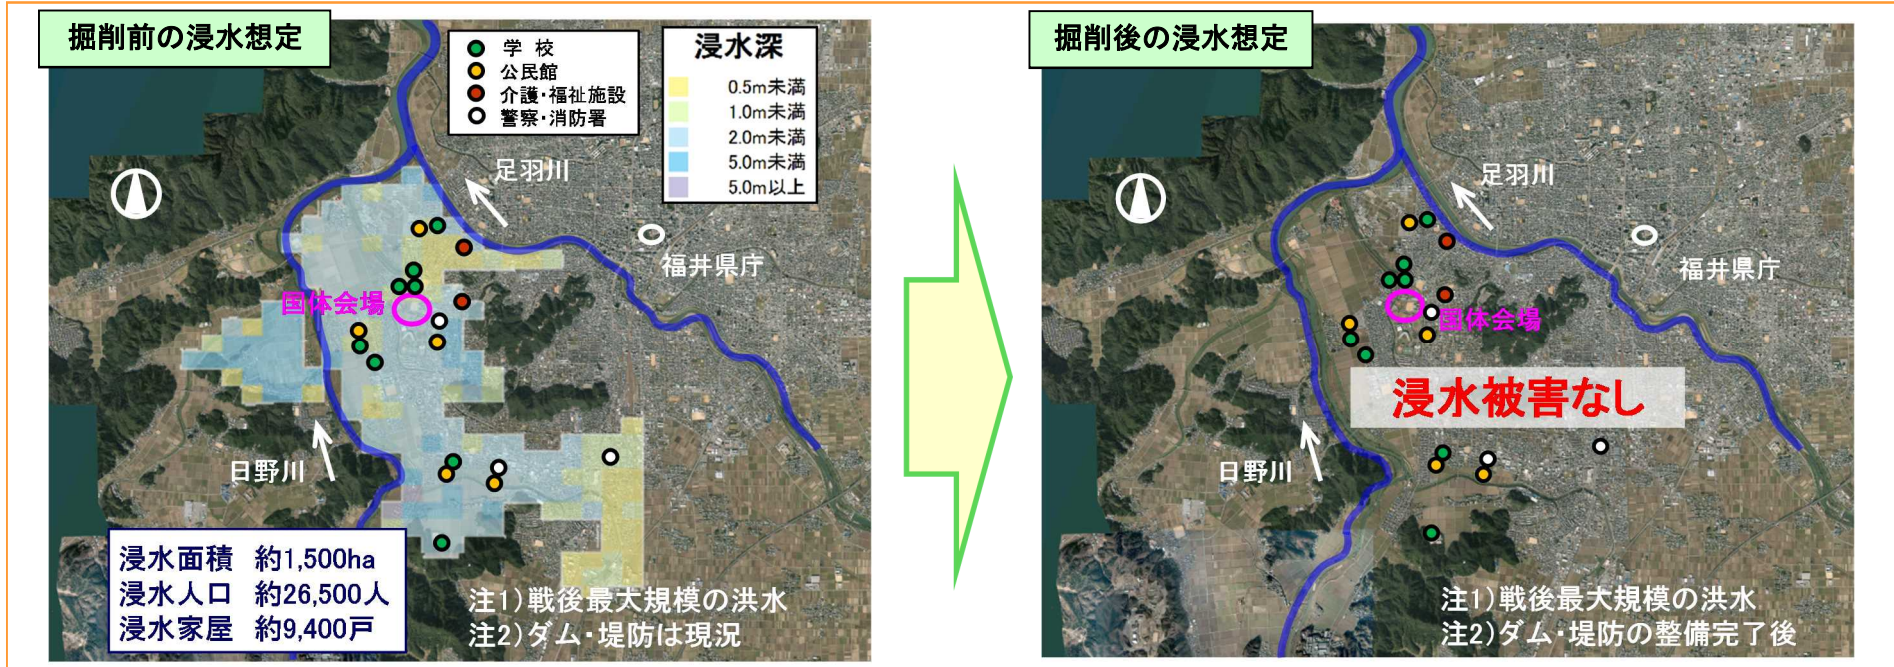 掘削前の浸水想定
学 校
公民館
介護・福祉施設
警察・消防署
浸水深
0.5m未満
1.0m未満
2.0m未満
5.0m未満
5.0m以上
足羽川
福井県庁
国体会場
日野川
浸水面積 約1,500ha
浸水人口 約26,500人
浸水家屋 約9,400戸
注1)戦後最大規模の洪水
注2)ダム・堤防は現況
掘削後の浸水想定
足羽川
福井県庁
国体会場
浸水被害なし
日野川
注1)戦後最大規模の洪水
注2)ダム・堤防の整備完了後